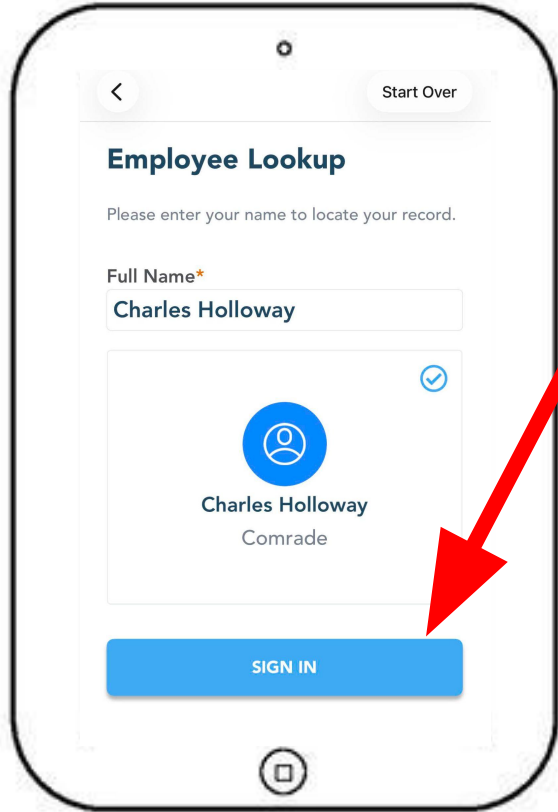 Start Over
Employee Lookup
Please enter your name to locate your record.
Full Name*
Charles Holloway
Charles Holloway
Comrade
SIGN IN